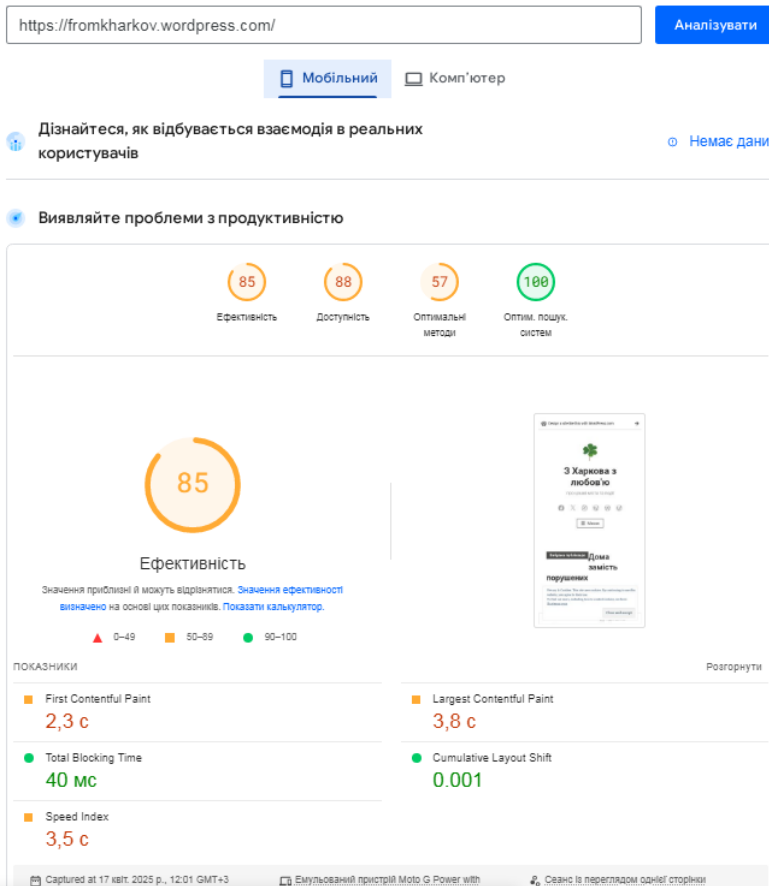 https://fromkharkov.wordpress.com/
Аналізувати
Мобільний
Комп'ютер
Дізнайтеся, як відбувається взаємодія в реальних
користувачів
Немає дани
Виявляйте проблеми з продуктивністю
85
88
57
100
Ефективність
Доступність
Оптимальні
методи
Оптим. пошук.
систем
85
Ефективність
Значення приблизні й можуть відрізнятися. Значення ефективності
визначено на основі цих показників. Показати калькулятор.
0–49
50–89
90–100
З Харкова з
любов'ю
Дома
замість
порушених
ПОКАЗНИКИ
Розгорнути
First Contentful Paint
2,3 с
Largest Contentful Paint
3,8 с
Total Blocking Time
40 мс
Cumulative Layout Shift
0.001
Speed Index
3,5 с
Captured at 17 квіт. 2025 р., 12:01 GMT+3
Емульований пристрій Moto G Power with
Сеанс із переглядом однієї сторінки